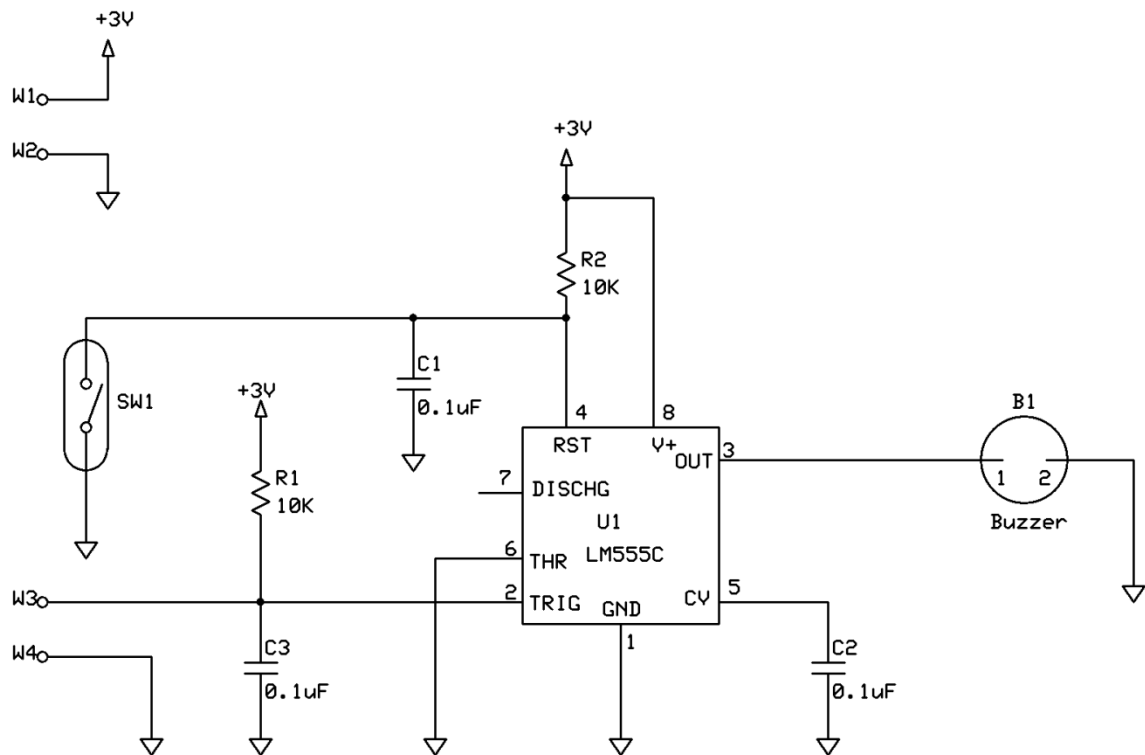 +3V
W1
W2
+3V
R2
10K
C1
0.1uF
SW1
+3V
R1
10K
4
8
RST
V+
OUT
3
B1
1
2
Buzzer
7
DISCHG
U1
LM555C
6
THR
W3
2
TRIG
GND
CV
5
1
W4
C3
0.1uF
C2
0.1uF